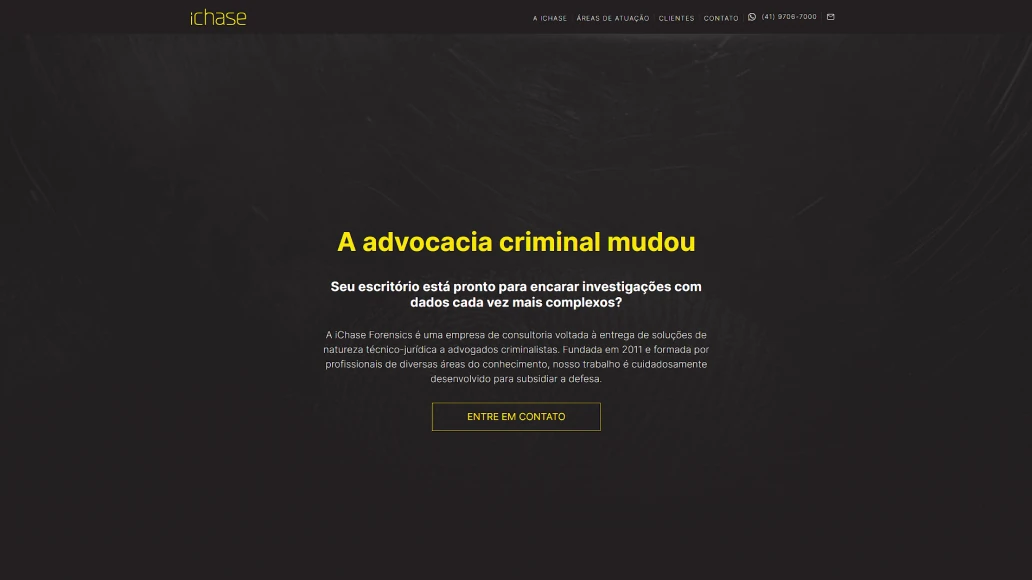 iChase
A ICHASE
ÁREAS DE ATUAÇÃO
CLIENTES
CONTATO
(41) 9706-7000
A advocacia criminal mudou
Seu escritório está pronto para encarar investigações com
dados cada vez mais complexos?
A iChase Forensics é uma empresa de consultoria voltada à entrega de soluções de
natureza técnico-jurídica a advogados criminalistas. Fundada em 2011 e formada por
profissionais de diversas áreas do conhecimento, nosso trabalho é cuidadosamente
desenvolvido para subsidiar a defesa.
ENTRE EM CONTATO